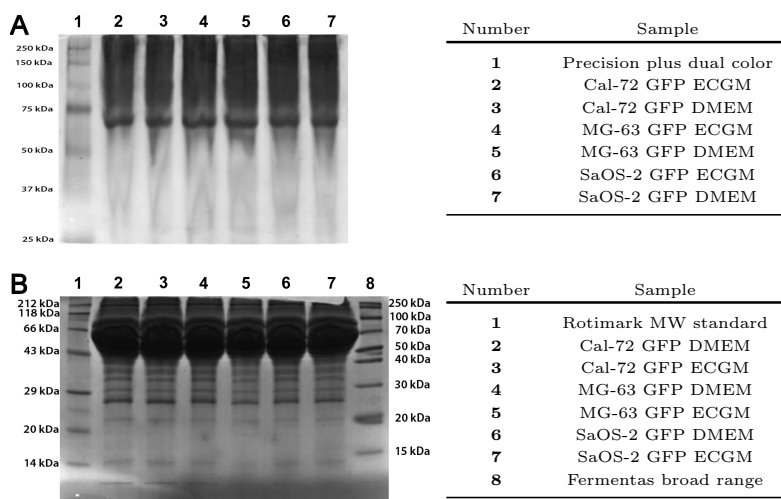 A
1 2 3 4 5 6 7
250 kDa
150 kDa
100 kDa
75 kDa
50 kDa
37 kDa
25 kDa
Number Sample
1 Precision plus dual color
2 Cal-72 GFP ECGM
3 Cal-72 GFP DMEM
4 MG-63 GFP ECGM
5 MG-63 GFP DMEM
6 SaOS-2 GFP ECGM
7 SaOS-2 GFP DMEM
B
1 2 3 4 5 6 7 8
212 kDa
118 kDa
66 kDa
43 kDa
29 kDa
20 kDa
14 kDa
250 kDa
100 kDa
70 kDa
50 kDa
40 kDa
30 kDa
20 kDa
15 kDa
Number Sample
1 Rotimark MW standard
2 Cal-72 GFP DMEM
3 Cal-72 GFP ECGM
4 MG-63 GFP DMEM
5 MG-63 GFP ECGM
6 SaOS-2 GFP DMEM
7 SaOS-2 GFP ECGM
8 Fermentas broad range